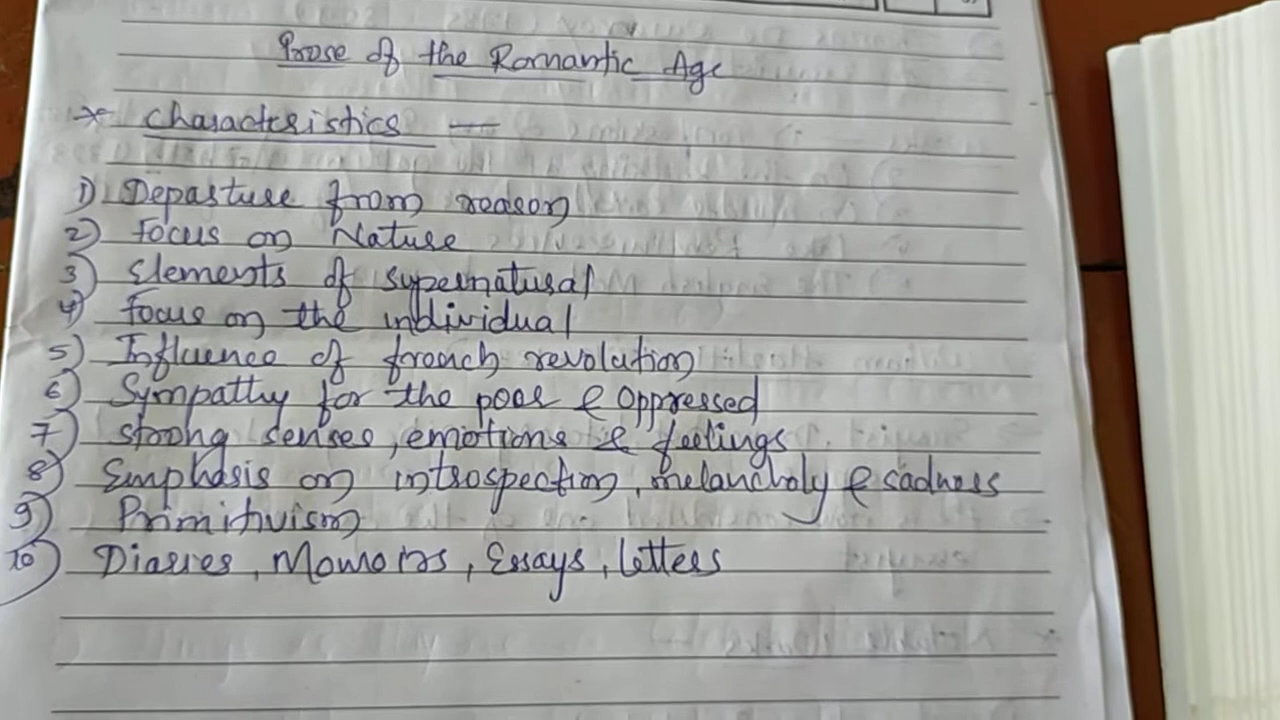 Prose of the Romantic Age
* Characteristics —
1) Departure from reason
2) Focus on Nature
3) Elements of supernatural
4) Focus on the individual
5) Influence of french revolution
6) Sympathy for the poor & oppressed
7) strong senses, emotions & feelings
8) Emphasis on introspection, melancholy & sadness
9) Primitivism
10) Diaries, Memoirs, Essays, letters